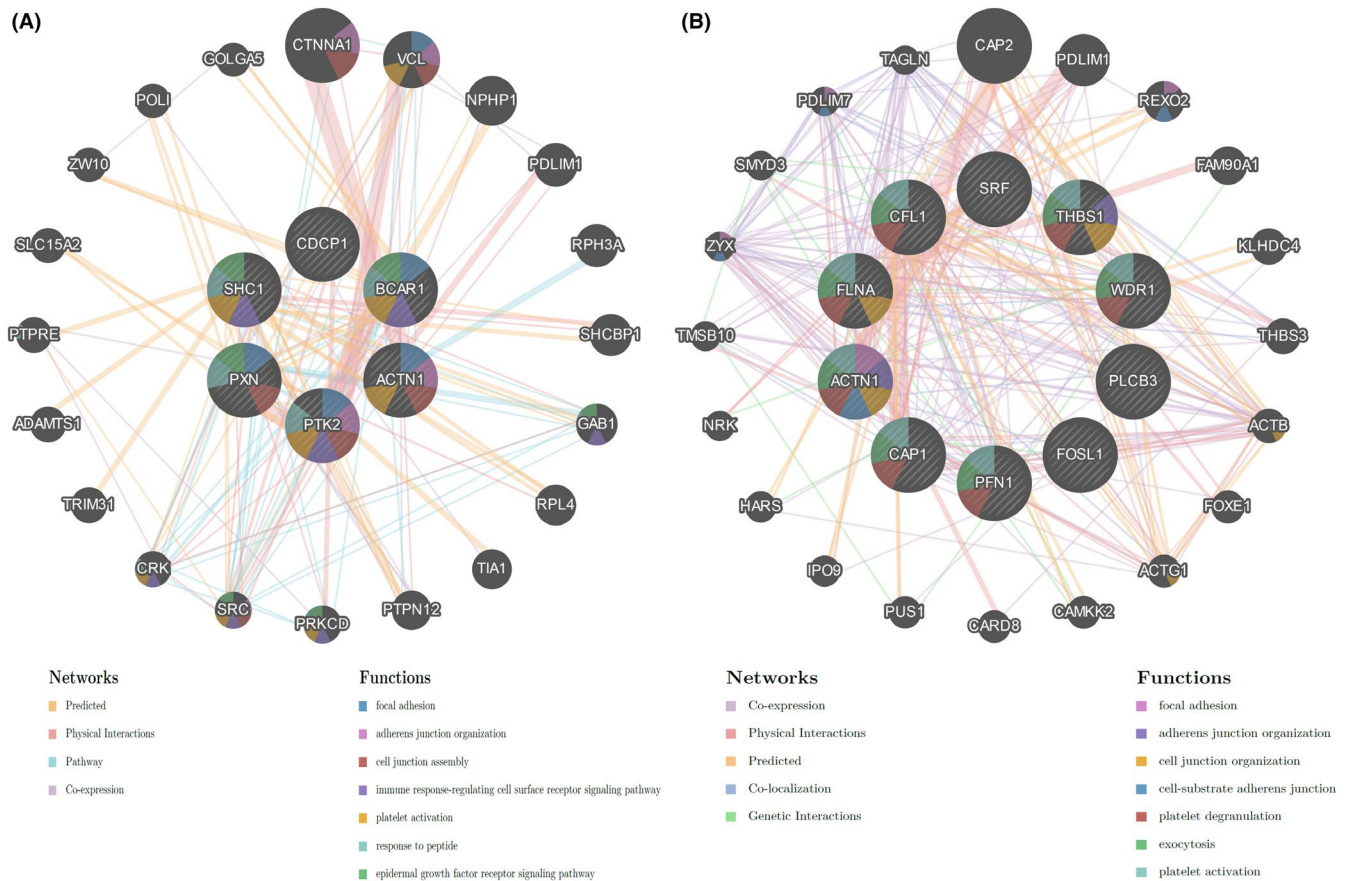 (A)
CTNNA1
GOLGA5
VCL
POLI
NPHP1
ZW10
PDLIM1
SLC15A2
CDCP1
RPH3A
SHC1
BCAR1
PTPRE
SHCBP1
PXN
ACTN1
ADAMTS1
PTK2
GAB1
TRIM31
RPL4
CRK
TIA1
SRC
PRKCD
PTPN12
Networks
Predicted
Physical Interactions
Pathway
Co-expression
Functions
focal adhesion
adherens junction organization
cell junction assembly
immune response-regulating cell surface receptor signaling pathway
platelet activation
response to peptide
epidermal growth factor receptor signaling pathway
(B)
CAP2
TAGLN
PDLIM1
PDLIM7
REXO2
SMYD3
FAM90A1
SRF
CFL1
THBS1
ZYX
KLHDC4
FLNA
WDR1
TMSB10
THBS3
ACTN1
PLCB3
NRK
ACTB
CAP1
FOSL1
PFN1
HARS
FOXE1
IPO9
ACTG1
PUS1
CARD8
CAMKK2
Networks
Co-expression
Physical Interactions
Predicted
Co-localization
Genetic Interactions
Functions
focal adhesion
adherens junction organization
cell junction organization
cell-substrate adherens junction
platelet degranulation
exocytosis
platelet activation